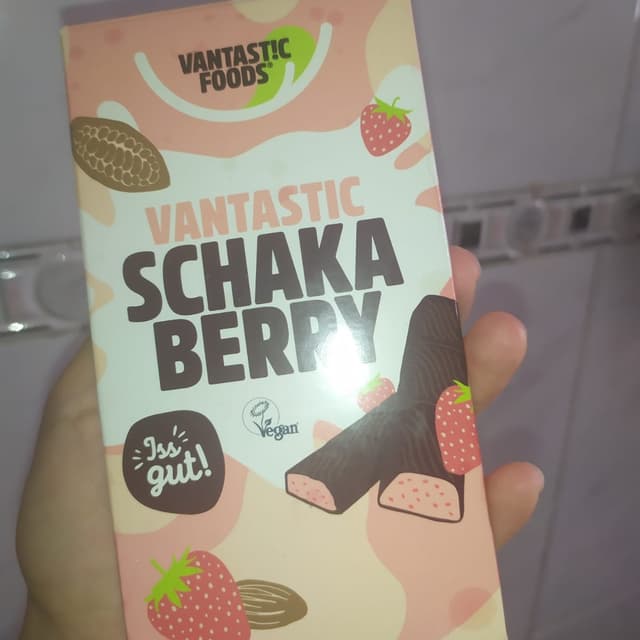 VANTAST!C
FOODS®
VANTASTIC
SCHAKA
BERRY
Vegan
Iss
gut!